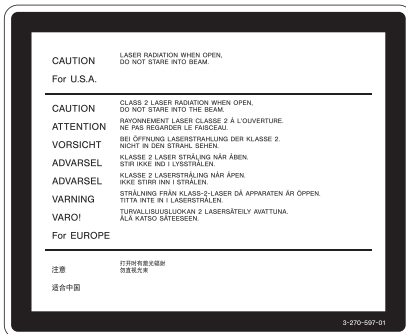 CAUTION
LASER RADIATION WHEN OPEN,
DO NOT STARE INTO BEAM.
For U.S.A.
CAUTION
CLASS 2 LASER RADIATION WHEN OPEN,
DO NOT STARE INTO THE BEAM.
ATTENTION
RAYONNEMENT LASER CLASSE 2 À L'OUVERTURE.
NE PAS REGARDER LE FAISCEAU.
VORSICHT
BEI ÖFFNUNG LASERSTRAHLUNG DER KLASSE 2.
NICHT IN DEN STRAHL SEHEN.
ADVARSEL
KLASSE 2 LASER STRÅLING NÅR ÅBEN.
STIR IKKE IND I LYSSTRÅLEN.
ADVARSEL
KLASSE 2 LASERSTRÅLING NÅR ÅPEN.
IKKE STIRR INN I STRÅLEN.
VARNING
STRÅLNING FRÅN KLASS-2-LASER DÅ APPARATEN ÄR ÖPPEN.
TITTA INTE IN I LASERSTRÅLEN.
VARO!
TURVALLISUUSLUOKAN 2 LASERSÄTEILY AVATTUNA.
ÄLÄ KATSO SÄTEESEEN.
For EUROPE
注意
打开时有激光辐射
勿直视光束
适合中国
3-270-597-01